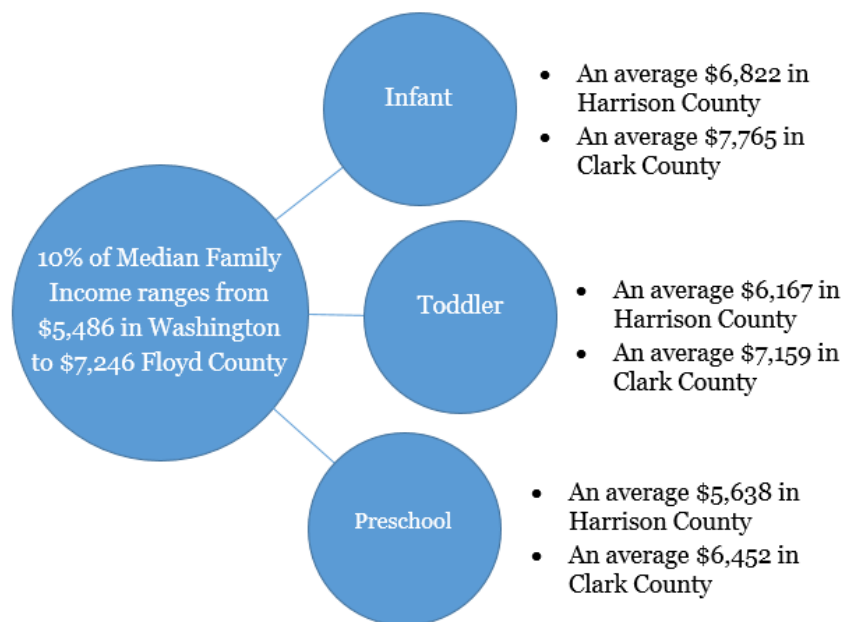 Infant
• An average $6,822 in
Harrison County
• An average $7,765 in
Clark County
10% of Median Family
Income ranges from
$5,486 in Washington
to $7,246 Floyd County
Toddler
• An average $6,167 in
Harrison County
• An average $7,159 in
Clark County
Preschool
• An average $5,638 in
Harrison County
• An average $6,452 in
Clark County